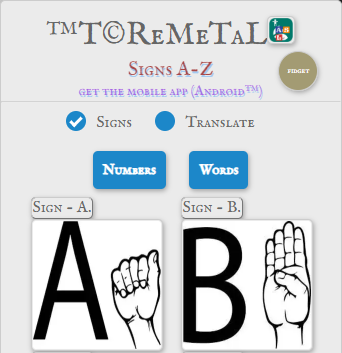 ™T©ReMeTaL
Signs A-Z
FIDGET
get the mobile app (Android™)
Signs Translate
Numbers Words
Sign - A. Sign - B.
A B